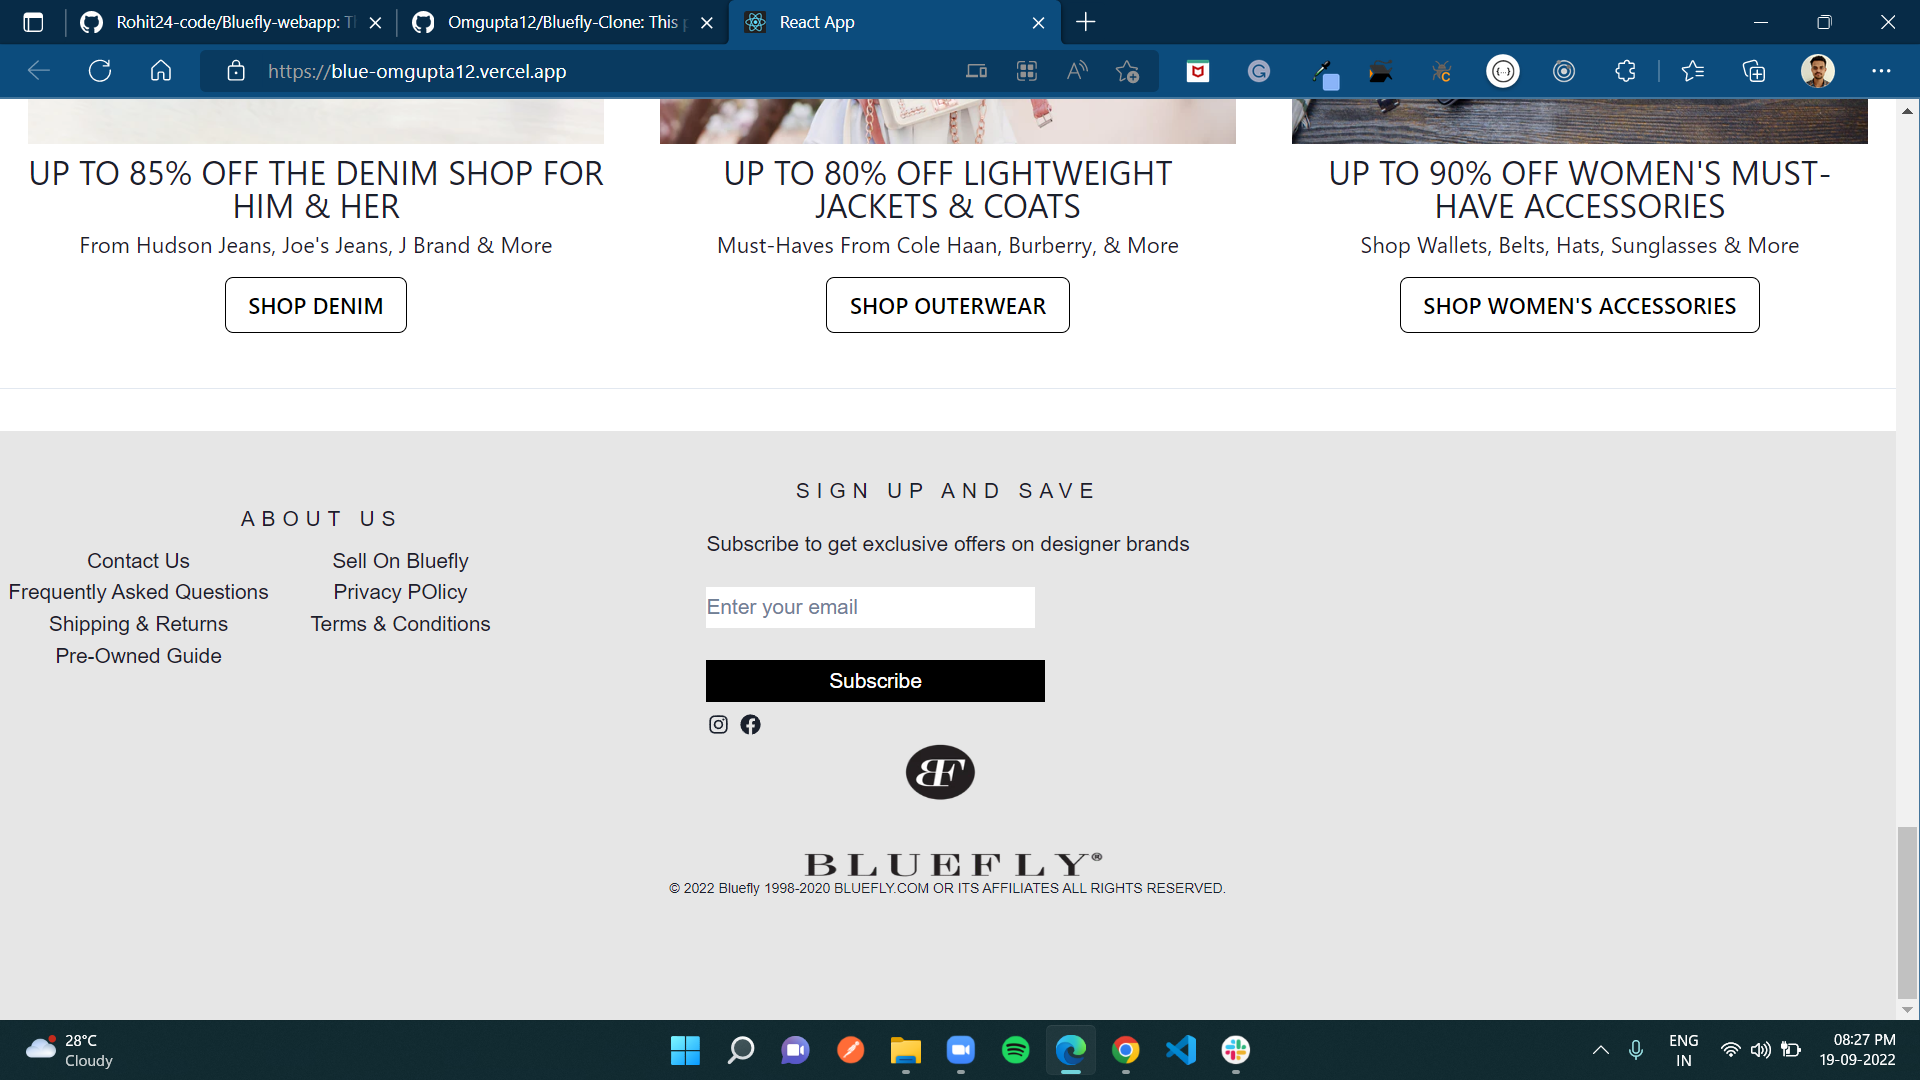 Rohit24-code/Bluefly-webapp: Th
Omgupta12/Bluefly-Clone: This p
React App
https://blue-omgupta12.vercel.app
UP TO 85% OFF THE DENIM SHOP FOR
HIM & HER
From Hudson Jeans, Joe's Jeans, J Brand & More
SHOP DENIM
UP TO 80% OFF LIGHTWEIGHT
JACKETS & COATS
Must-Haves From Cole Haan, Burberry, & More
SHOP OUTERWEAR
UP TO 90% OFF WOMEN'S MUST-
HAVE ACCESSORIES
Shop Wallets, Belts, Hats, Sunglasses & More
SHOP WOMEN'S ACCESSORIES
ABOUT US
Contact Us
Frequently Asked Questions
Shipping & Returns
Pre-Owned Guide
Sell On Bluefly
Privacy POlicy
Terms & Conditions
SIGN UP AND SAVE
Subscribe to get exclusive offers on designer brands
Enter your email
Subscribe
BF
BLUEFLY®
© 2022 Bluefly 1998-2020 BLUEFLY.COM OR ITS AFFILIATES ALL RIGHTS RESERVED.
28°C
Cloudy
ENG
IN
08:27 PM
19-09-2022